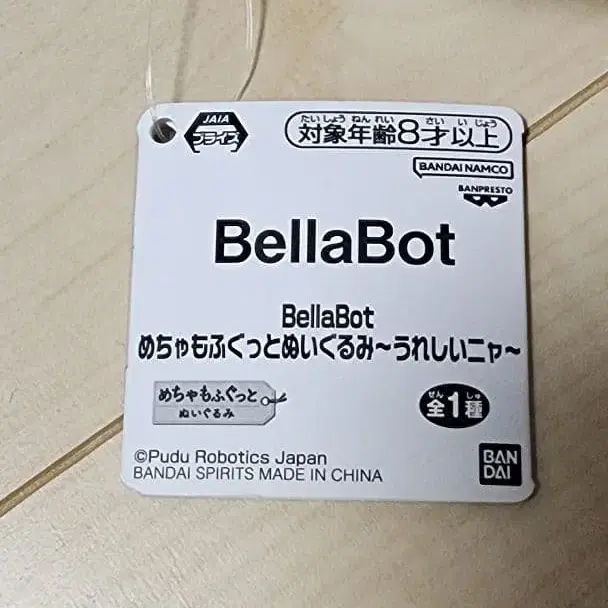 JAIA
プライズ
たいしょうねんれい さいいじょう
対象年齢8才以上
BANDAI NAMCO
BANPRESTO
BellaBot
BellaBot
めちゃもふぐっとぬいぐるみ～うれしいニャ～
めちゃもふぐっと
ぬいぐるみ
ぜん しゅ
全1種
©Pudu Robotics Japan
BANDAI SPIRITS MADE IN CHINA
BAN
DAI